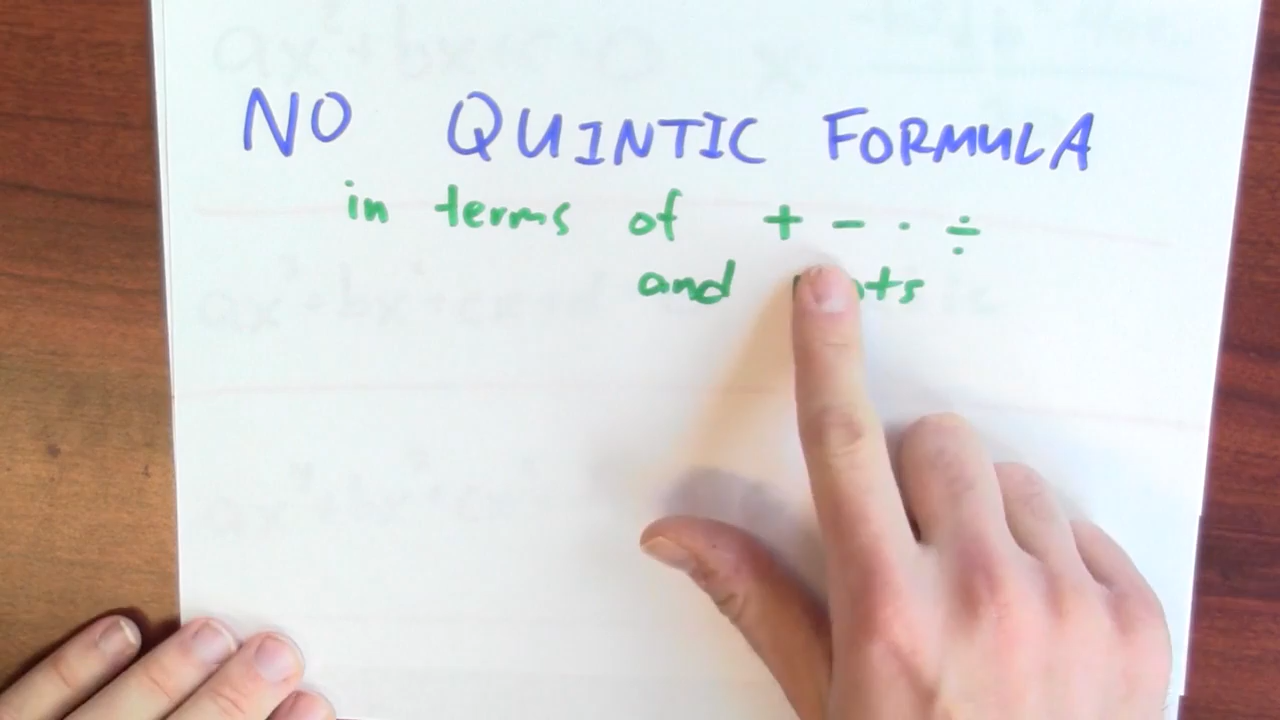 NO QUINTIC FORMULA
in terms of + - · ÷
and